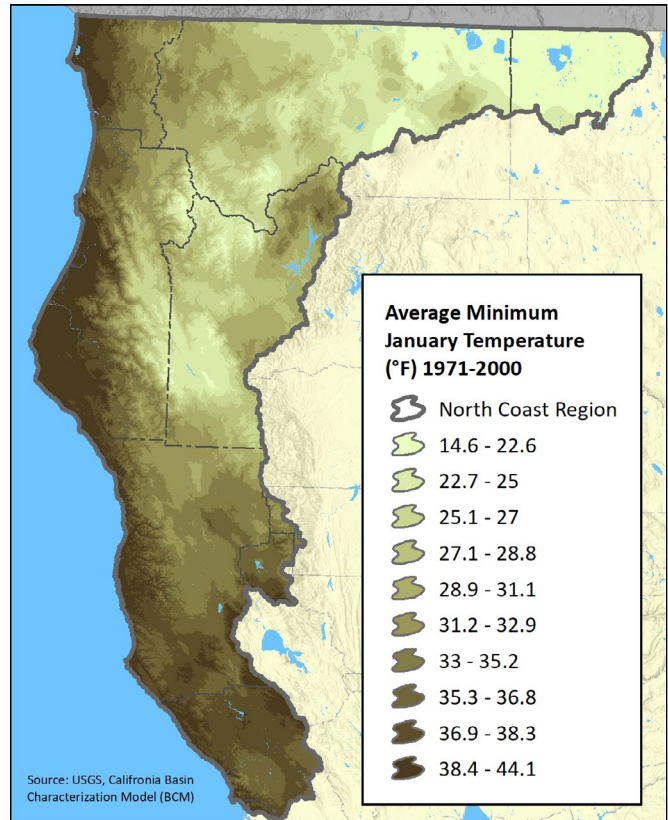 Average Minimum
January Temperature
(°F) 1971-2000
North Coast Region
14.6 - 22.6
22.7 - 25
25.1 - 27
27.1 - 28.8
28.9 - 31.1
31.2 - 32.9
33 - 35.2
35.3 - 36.8
36.9 - 38.3
38.4 - 44.1
Source: USGS, Califronia Basin
Characterization Model (BCM)